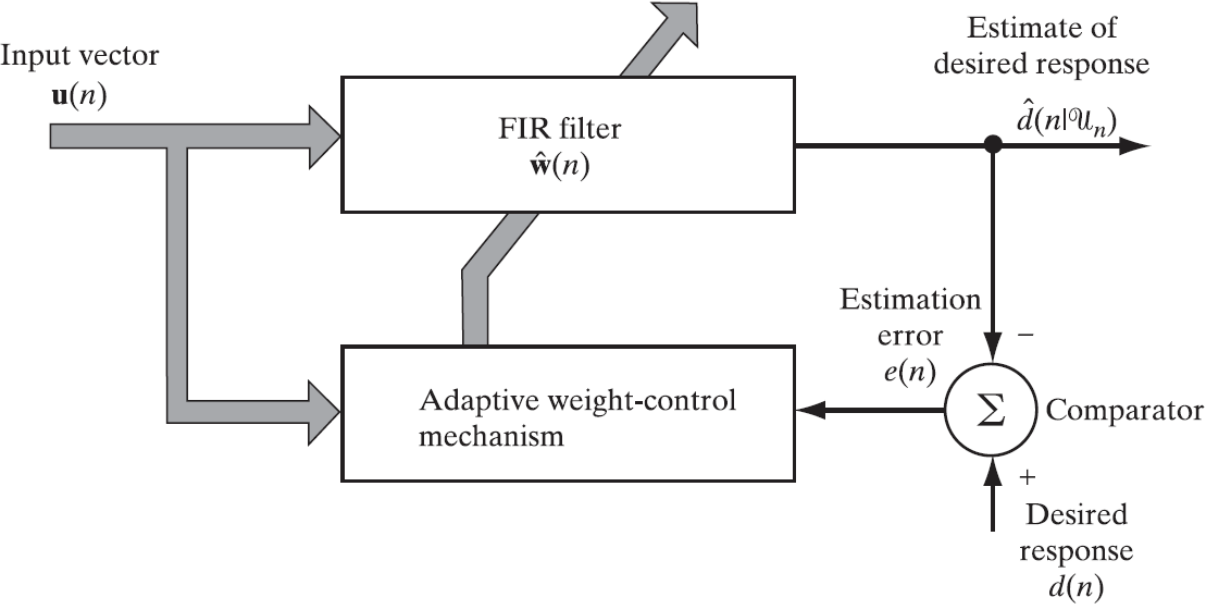 Input vector
u(n)
FIR filter
ŵ(n)
Estimate of
desired response
d̂(n|𝒰ₙ)
Estimation
error
e(n)
−
Adaptive weight-control
mechanism
Σ
Comparator
+
Desired
response
d(n)